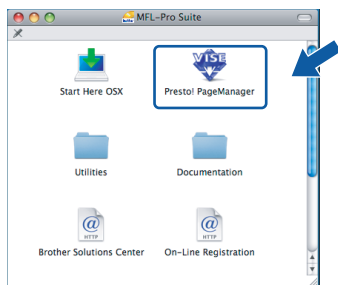 MFL-Pro Suite
VISE
Start Here OSX
Presto! PageManager
Utilities
Documentation
@
HTTP
@
HTTP
Brother Solutions Center
On-Line Registration